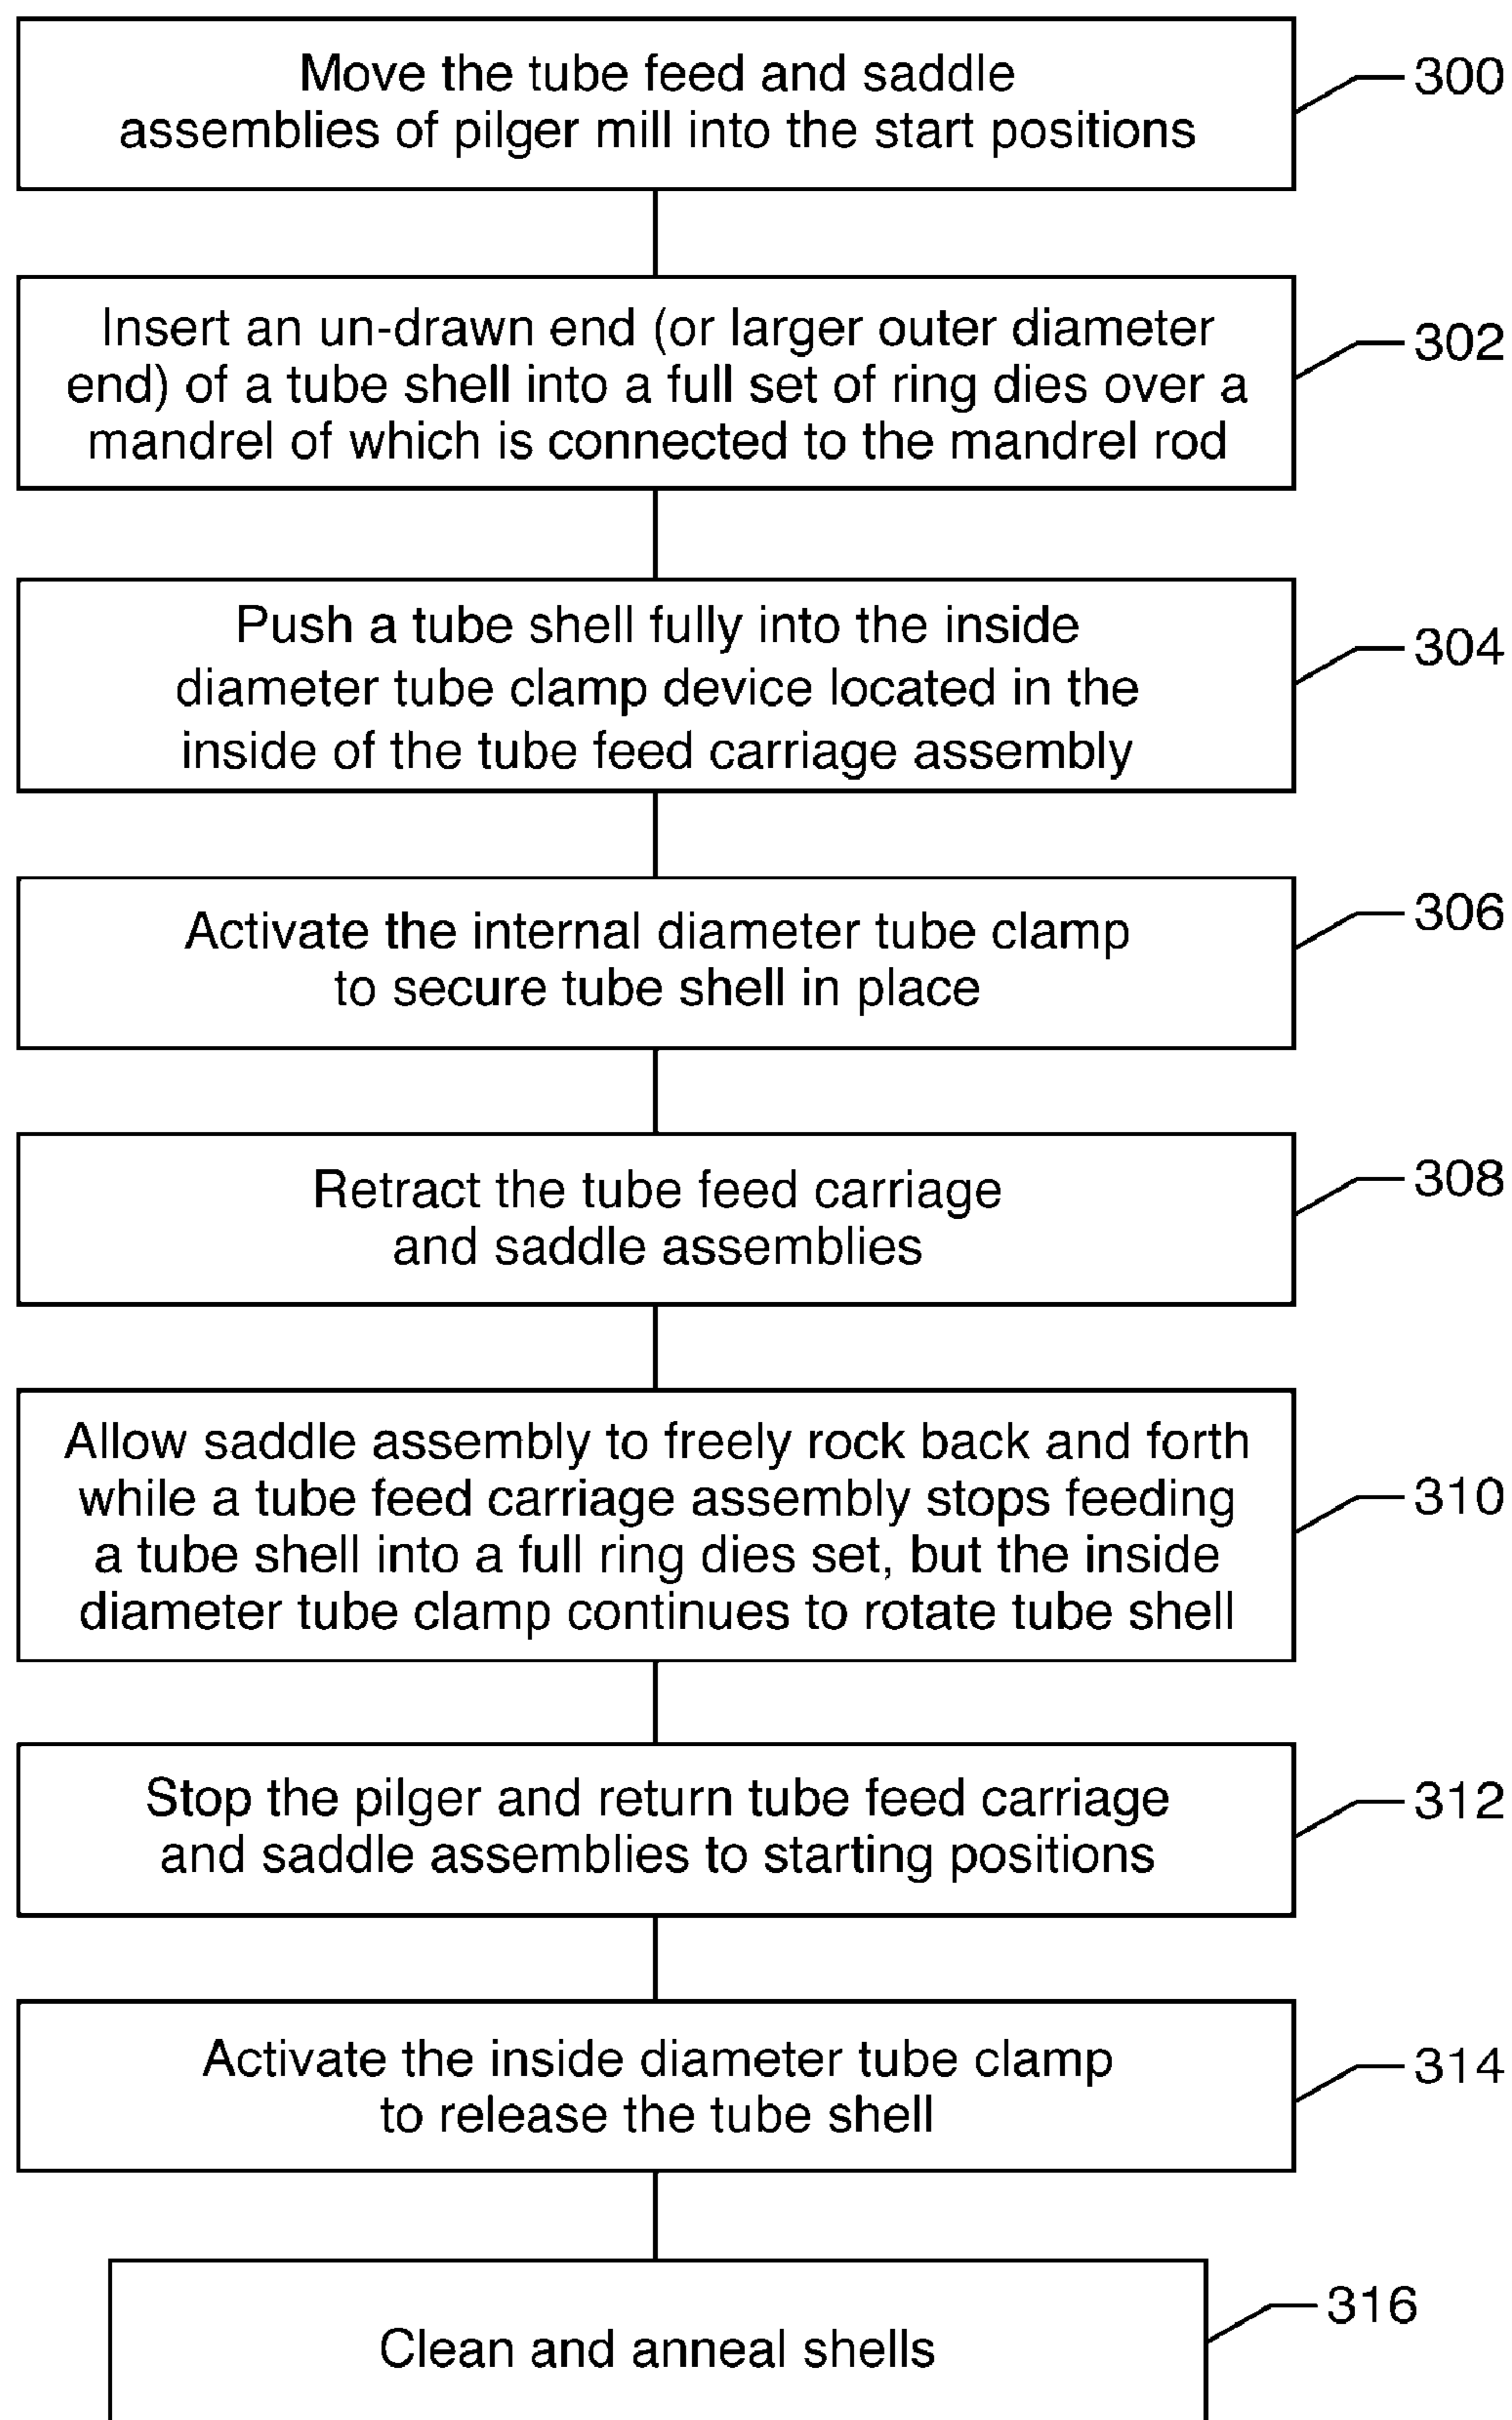 Move the tube feed and saddle
assemblies of pilger mill into the start positions
300
Insert an un-drawn end (or larger outer diameter
end) of a tube shell into a full set of ring dies over a
mandrel of which is connected to the mandrel rod
302
Push a tube shell fully into the inside
diameter tube clamp device located in the
inside of the tube feed carriage assembly
304
Activate the internal diameter tube clamp
to secure tube shell in place
306
Retract the tube feed carriage
and saddle assemblies
308
Allow saddle assembly to freely rock back and forth
while a tube feed carriage assembly stops feeding
a tube shell into a full ring dies set, but the inside
diameter tube clamp continues to rotate tube shell
310
Stop the pilger and return tube feed carriage
and saddle assemblies to starting positions
312
Activate the inside diameter tube clamp
to release the tube shell
314
Clean and anneal shells
316